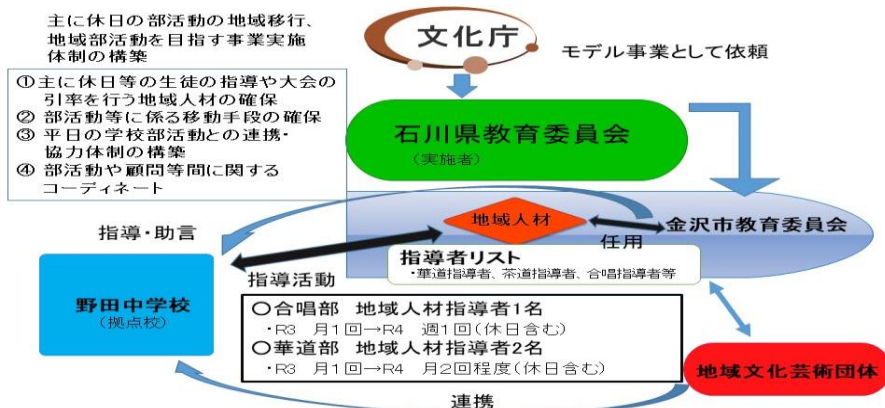 主に休日の部活動の地域移行、
地域部活動を目指す事業実施
体制の構築
文化庁
モデル事業として依頼
①主に休日等の生徒の指導や大会の
引率を行う地域人材の確保
② 部活動等に係る移動手段の確保
③ 平日の学校部活動との連携・
協力体制の構築
④ 部活動や顧問等間に関する
コーディネート
石川県教育委員会
(実施者)
地域人材
金沢市教育委員会
任用
指導・助言
指導者リスト
・華道指導者、茶道指導者、合唱指導者等
指導活動
野田中学校
(拠点校)
○合唱部 地域人材指導者1名
・R3 月1回→R4 週1回(休日含む)
○華道部 地域人材指導者2名
・R3 月1回→R4 月2回程度(休日含む)
地域文化芸術団体
連携